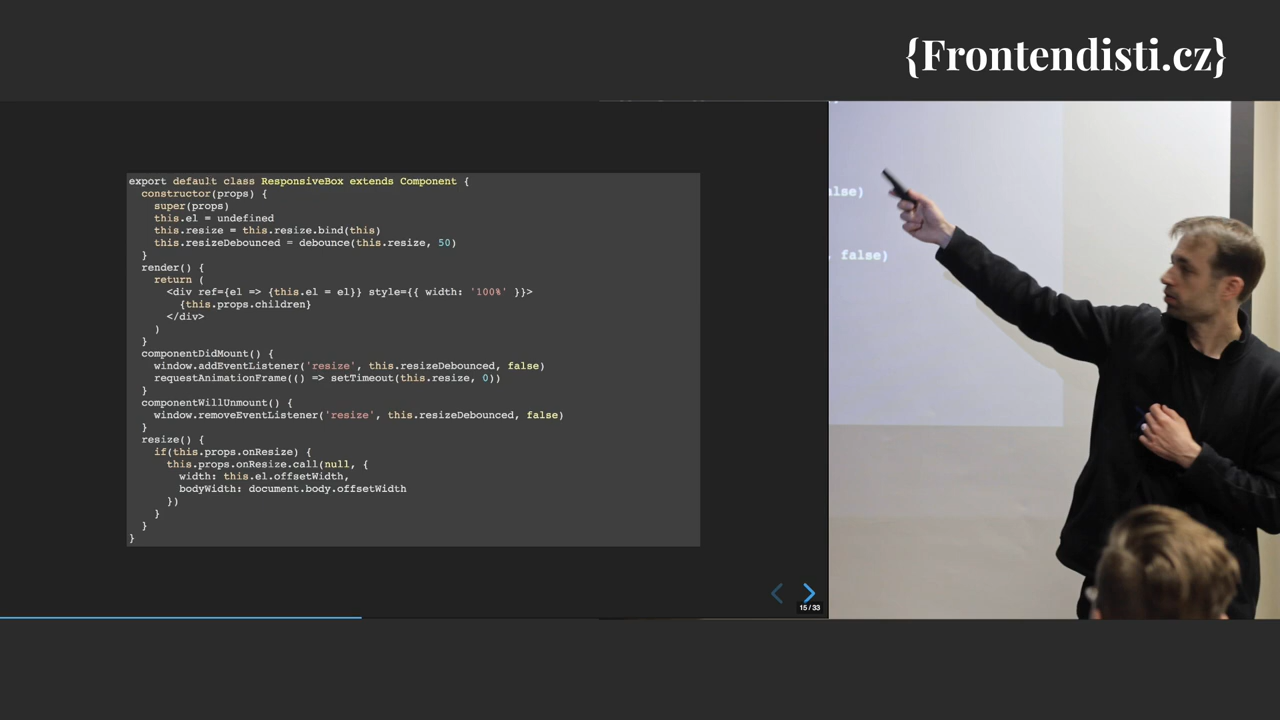 {Frontendisti.cz}
export default class ResponsiveBox extends Component {
  constructor(props) {
    super(props)
    this.el = undefined
    this.resize = this.resize.bind(this)
    this.resizeDebounced = debounce(this.resize, 50)
  }
  render() {
    return (
      <div ref={el => {this.el = el}} style={{ width: '100%' }}>
        {this.props.children}
      </div>
    )
  }
  componentDidMount() {
    window.addEventListener('resize', this.resizeDebounced, false)
    requestAnimationFrame(() => setTimeout(this.resize, 0))
  }
  componentWillUnmount() {
    window.removeEventListener('resize', this.resizeDebounced, false)
  }
  resize() {
    if(this.props.onResize) {
      this.props.onResize.call(null, {
        width: this.el.offsetWidth,
        bodyWidth: document.body.offsetWidth
      })
    }
  }
}
15 / 33
alse)
, false)